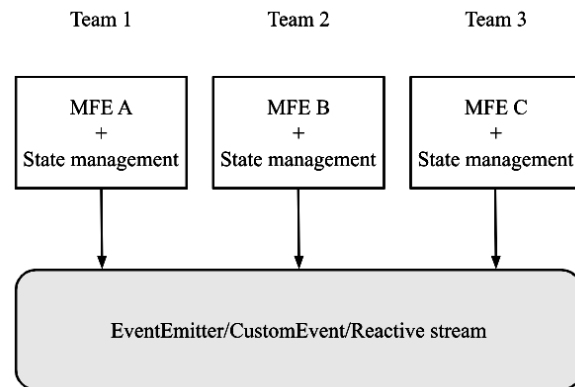 Team 1
Team 2
Team 3
MFE A
+
State management
MFE B
+
State management
MFE C
+
State management
EventEmitter/CustomEvent/Reactive stream